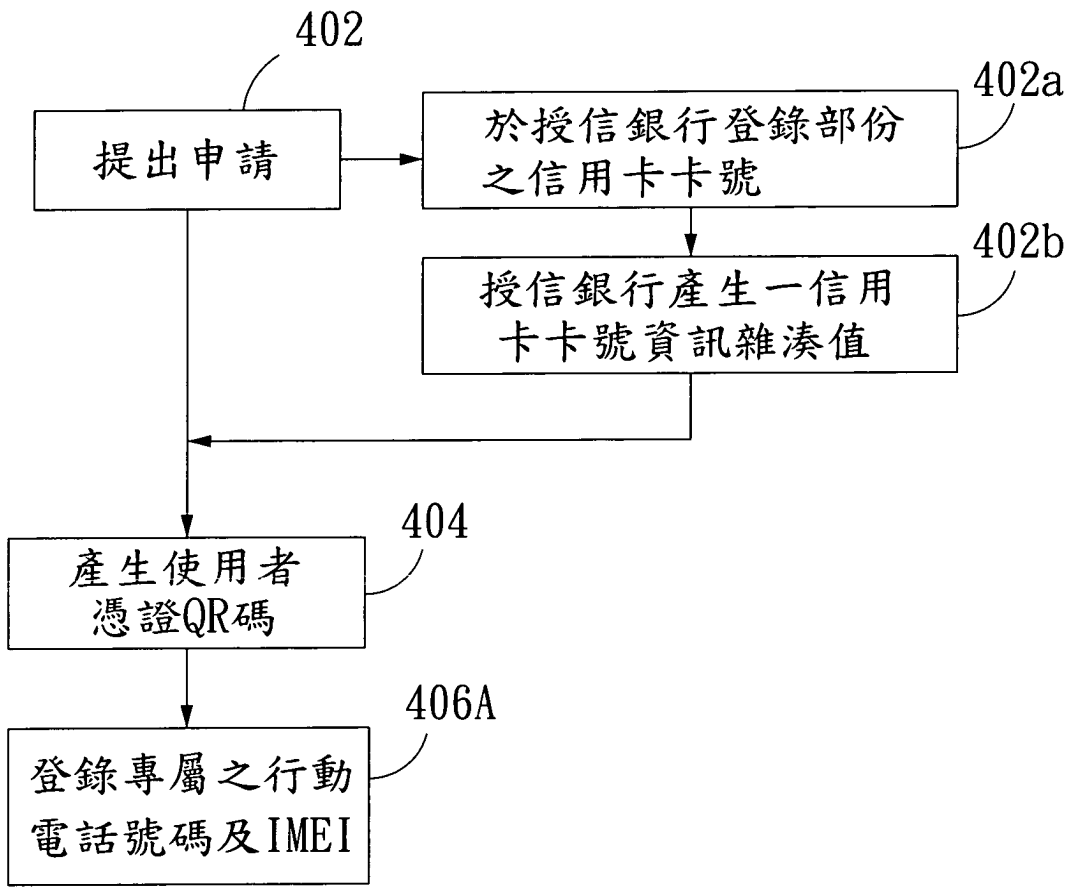 402
提出申請
402a
於授信銀行登錄部份
之信用卡卡號
402b
授信銀行產生一信用
卡卡號資訊雜湊值
404
產生使用者
憑證QR碼
406A
登錄專屬之行動
電話號碼及IMEI